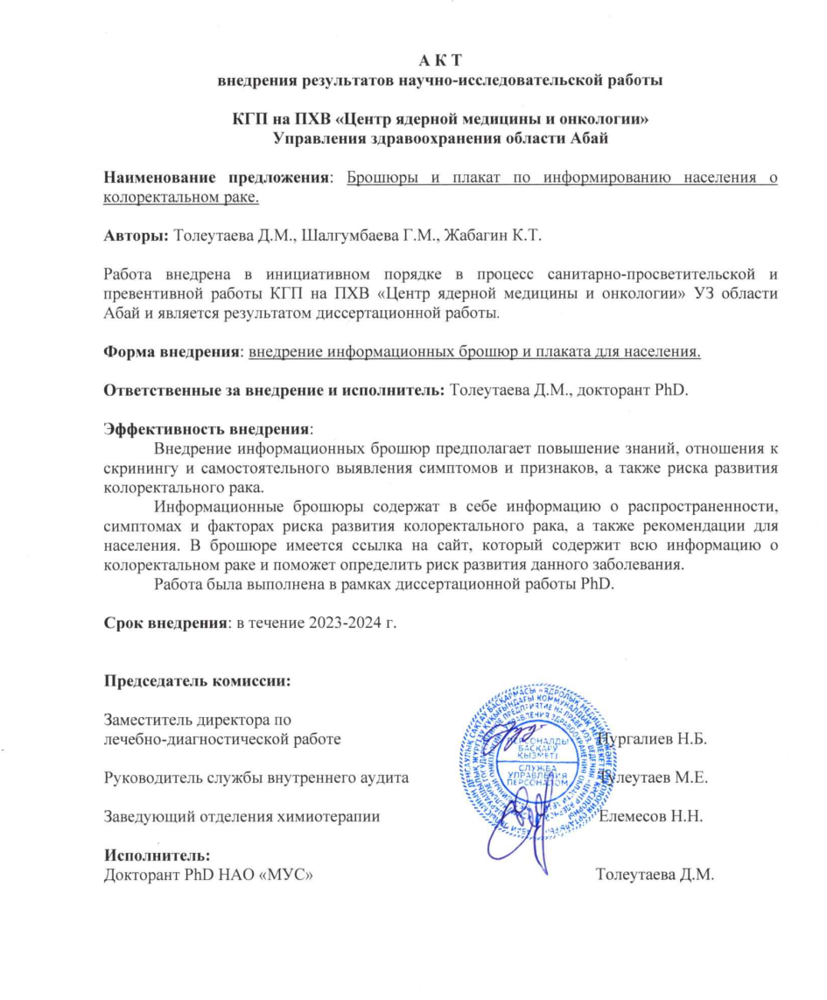 А К Т
внедрения результатов научно-исследовательской работы
КГП на ПХВ «Центр ядерной медицины и онкологии»
Управления здравоохранения области Абай
Наименование предложения: Брошюры и плакат по информированию населения о
колоректальном раке.
Авторы: Толеутаева Д.М., Шалгумбаева Г.М., Жабагин К.Т.
Работа внедрена в инициативном порядке в процесс санитарно-просветительской и
превентивной работы КГП на ПХВ «Центр ядерной медицины и онкологии» УЗ области
Абай и является результатом диссертационной работы.
Форма внедрения: внедрение информационных брошюр и плаката для населения.
Ответственные за внедрение и исполнитель: Толеутаева Д.М., докторант PhD.
Эффективность внедрения:
Внедрение информационных брошюр предполагает повышение знаний, отношения к
скринингу и самостоятельного выявления симптомов и признаков, а также риска развития
колоректального рака.
Информационные брошюры содержат в себе информацию о распространенности,
симптомах и факторах риска развития колоректального рака, а также рекомендации для
населения. В брошюре имеется ссылка на сайт, который содержит всю информацию о
колоректальном раке и поможет определить риск развития данного заболевания.
Работа была выполнена в рамках диссертационной работы PhD.
Срок внедрения: в течение 2023-2024 г.
Председатель комиссии:
Заместитель директора по
лечебно-диагностической работе Нургалиев Н.Б.
Руководитель службы внутреннего аудита Тулеутаев М.Е.
Заведующий отделения химиотерапии Елемесов Н.Н.
Исполнитель:
Докторант PhD НАО «МУС» Толеутаева Д.М.
ПЕРСОНАЛДЫ
БАСҚАРУ
ҚЫЗМЕТІ
СЛУЖБА
УПРАВЛЕНИЯ
ПЕРСОНАЛОМ